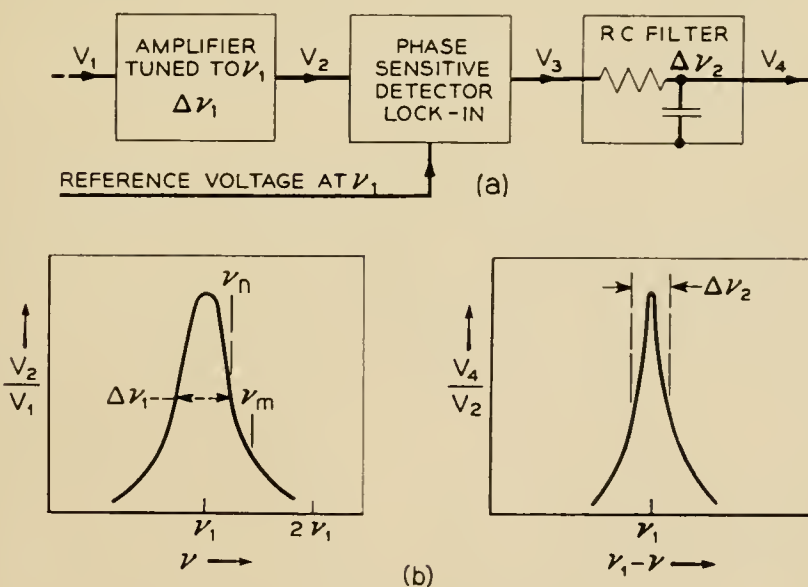 V₁
AMPLIFIER
TUNED TO ν₁
Δν₁
V₂
PHASE
SENSITIVE
DETECTOR
LOCK-IN
V₃
RC FILTER
Δν₂
V₄
REFERENCE VOLTAGE AT ν₁
(a)
V₂
V₁
νn
Δν₁
νm
ν₁
2ν₁
ν
V₄
V₂
Δν₂
ν₁
ν₁-ν
(b)